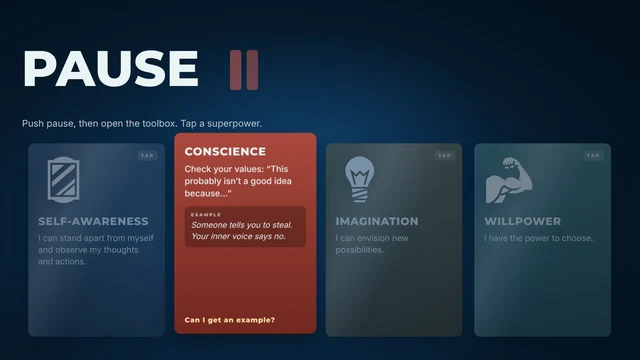 PAUSE
Push pause, then open the toolbox. Tap a superpower.
TAP
SELF-AWARENESS
I can stand apart from myself
and observe my thoughts
and actions.
CONSCIENCE
Check your values: “This
probably isn’t a good idea
because...”
EXAMPLE
Someone tells you to steal.
Your inner voice says no.
Can I get an example?
TAP
IMAGINATION
I can envision new
possibilities.
TAP
WILLPOWER
I have the power to choose.